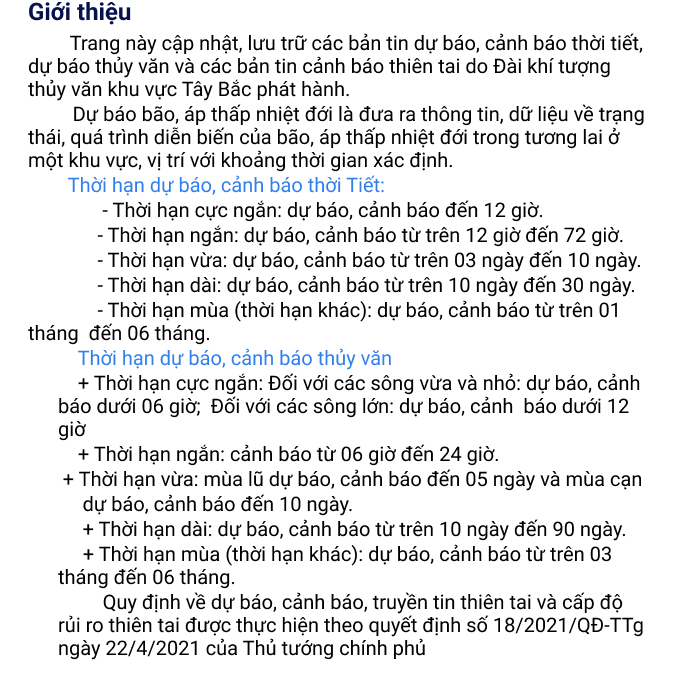 Giới thiệu
Trang này cập nhật, lưu trữ các bản tin dự báo, cảnh báo thời tiết,
dự báo thủy văn và các bản tin cảnh báo thiên tai do Đài khí tượng
thủy văn khu vực Tây Bắc phát hành.
Dự báo bão, áp thấp nhiệt đới là đưa ra thông tin, dữ liệu về trạng
thái, quá trình diễn biến của bão, áp thấp nhiệt đới trong tương lai ở
một khu vực, vị trí với khoảng thời gian xác định.
Thời hạn dự báo, cảnh báo thời Tiết:
- Thời hạn cực ngắn: dự báo, cảnh báo đến 12 giờ.
- Thời hạn ngắn: dự báo, cảnh báo từ trên 12 giờ đến 72 giờ.
- Thời hạn vừa: dự báo, cảnh báo từ trên 03 ngày đến 10 ngày.
- Thời hạn dài: dự báo, cảnh báo từ trên 10 ngày đến 30 ngày.
- Thời hạn mùa (thời hạn khác): dự báo, cảnh báo từ trên 01
tháng  đến 06 tháng.
Thời hạn dự báo, cảnh báo thủy văn
+ Thời hạn cực ngắn: Đối với các sông vừa và nhỏ: dự báo, cảnh
báo dưới 06 giờ;  Đối với các sông lớn: dự báo, cảnh  báo dưới 12
giờ
+ Thời hạn ngắn: cảnh báo từ 06 giờ đến 24 giờ.
+ Thời hạn vừa: mùa lũ dự báo, cảnh báo đến 05 ngày và mùa cạn
dự báo, cảnh báo đến 10 ngày.
+ Thời hạn dài: dự báo, cảnh báo từ trên 10 ngày đến 90 ngày.
+ Thời hạn mùa (thời hạn khác): dự báo, cảnh báo từ trên 03
tháng đến 06 tháng.
Quy định về dự báo, cảnh báo, truyền tin thiên tai và cấp độ
rủi ro thiên tai được thực hiện theo quyết định số 18/2021/QĐ-TTg
ngày 22/4/2021 của Thủ tướng chính phủ